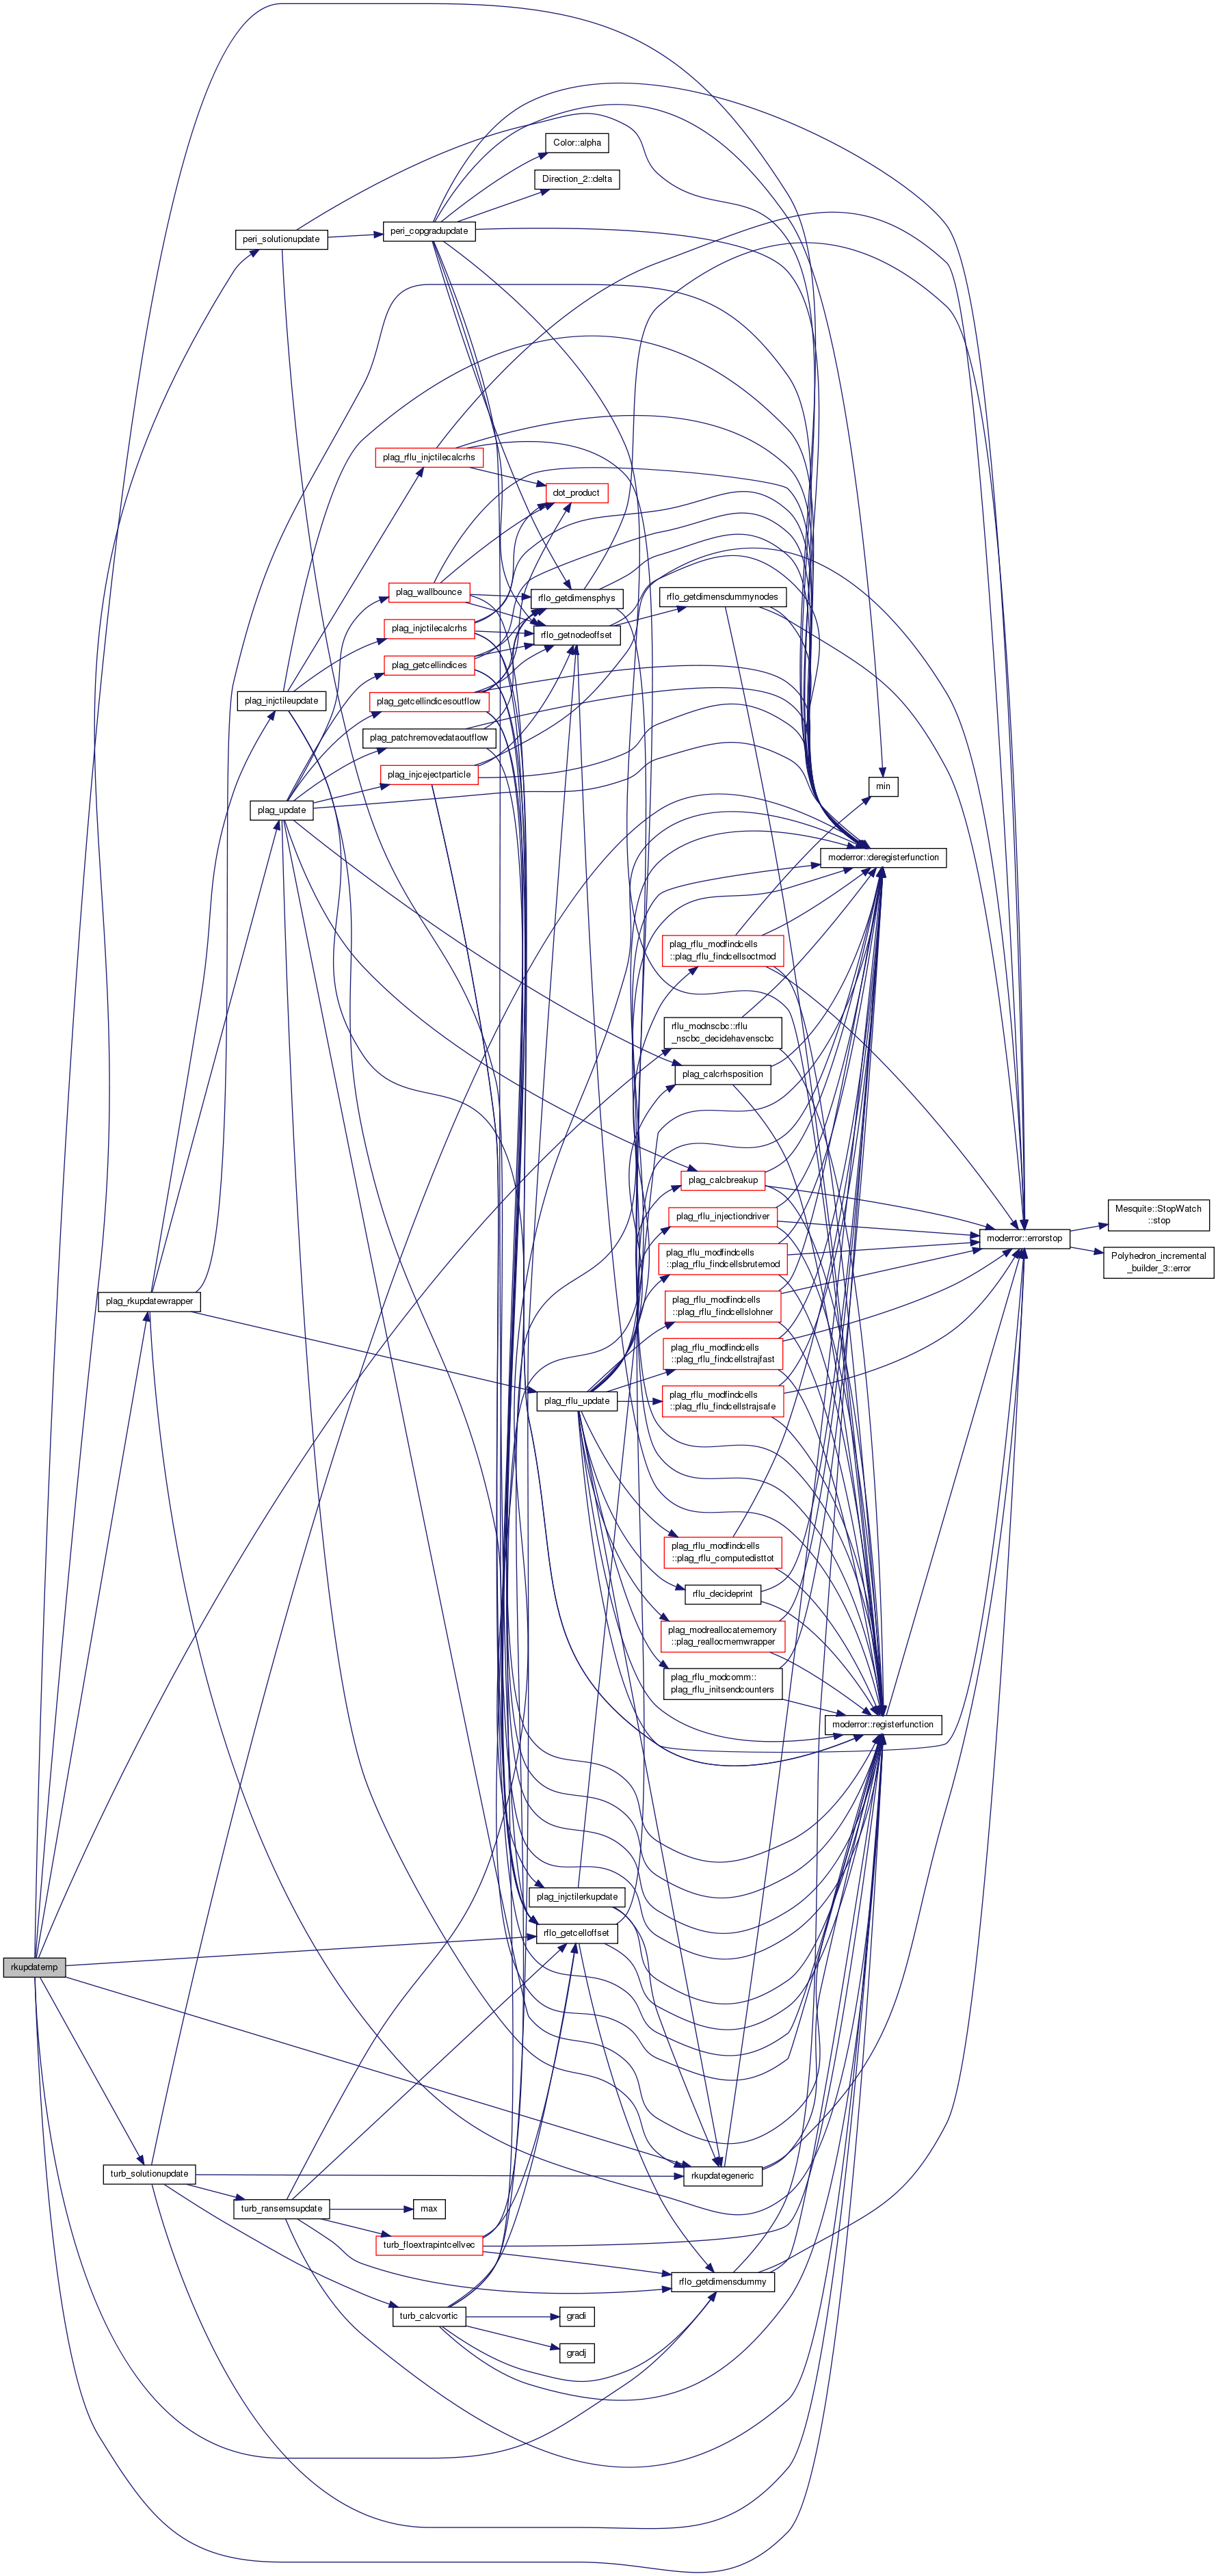 Color::alpha
Direction_2::delta
peri_copgradupdate
peri_solutionupdate
plag_rflu_injctilecalcrhs
dot_product
plag_wallbounce
rflo_getdimensphys
rflo_getdimensdummynodes
plag_injctilecalcrhs
rflo_getnodeoffset
plag_getcellindices
plag_injctileupdate
plag_getcellindicesoutflow
plag_patchremovedataoutflow
plag_injcejectparticle
min
plag_update
moderror::deregisterfunction
plag_rflu_modfindcells
::plag_rflu_findcellsoctmod
rflu_modnscbc::rflu
_nscbc_decidehavenscbc
plag_calcrhsposition
plag_calcbreakup
plag_rflu_injectiondriver
Mesquite::StopWatch
::stop
moderror::errorstop
plag_rflu_modfindcells
::plag_rflu_findcellsbrutemod
Polyhedron_incremental
_builder_3::error
plag_rkupdatewrapper
plag_rflu_modfindcells
::plag_rflu_findcellslohner
plag_rflu_modfindcells
::plag_rflu_findcellstrajfast
plag_rflu_update
plag_rflu_modfindcells
::plag_rflu_findcellstrajsafe
plag_rflu_modfindcells
::plag_rflu_computedisttot
rflu_decideprint
plag_modreallocatememory
::plag_reallocmemwrapper
plag_rflu_modcomm::
plag_rflu_initsendcounters
moderror::registerfunction
plag_injctilerkupdate
rflo_getcelloffset
rkupdatemp
turb_solutionupdate
rkupdategeneric
turb_ransemsupdate
max
turb_floextrapintcellvec
rflo_getdimensdummy
turb_calcvortic
gradi
gradj